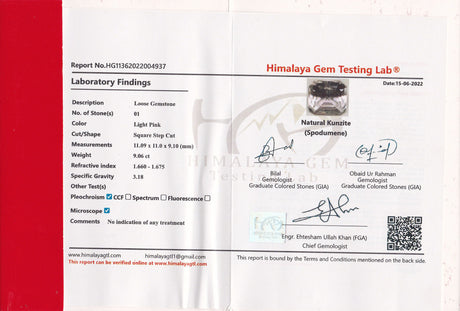 Report No.HG11362022004937
Himalaya Gem Testing Lab®
Laboratory Findings
Date:15-06-2022
Description Loose Gemstone
No. of Stone(s) 01
Color Light Pink
Cut/Shape Square Step Cut
Measurements 11.09 x 11.0 x 9.10 (mm)
Weight 9.06 ct
Refractive index 1.660 - 1.675
Specific Gravity 3.18
Other Test(s)
Pleochroism CCF Spectrum Fluorescence
Microscope
Comments No indication of any treatment
Natural Kunzite
(Spodumene)
HIMALAYA GEM
Testing Lab
Bilal
Gemologist
Graduate Colored Stones (GIA)
Obaid Ur Rahman
Gemologist
Graduate Colored Stones (GIA)
Engr. Ehtesham Ullah Khan (FGA)
Chief Gemologist
www.himalayagtl.com himalayagtl1@gmail.com
This report can be verified online at www.himalayagtl.com
This report is bound by the Terms and Conditions mentioned on the back side.